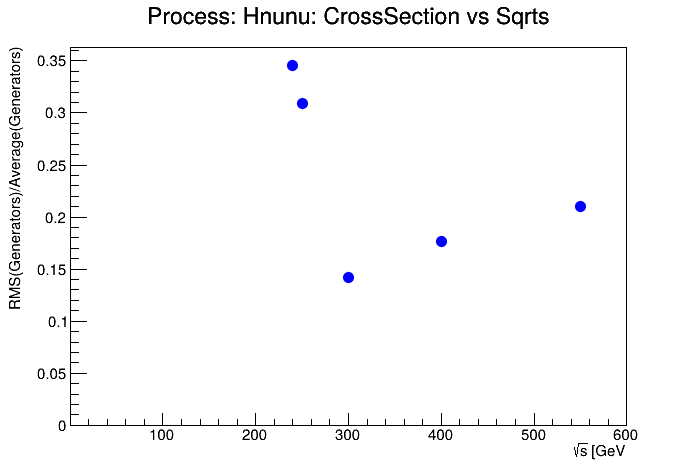 Process: Hnunu: CrossSection vs Sqrts
RMS(Generators)/Average(Generators)
0.35
0.3
0.25
0.2
0.15
0.1
0.05
0
100 200 300 400 500 600
√s [GeV